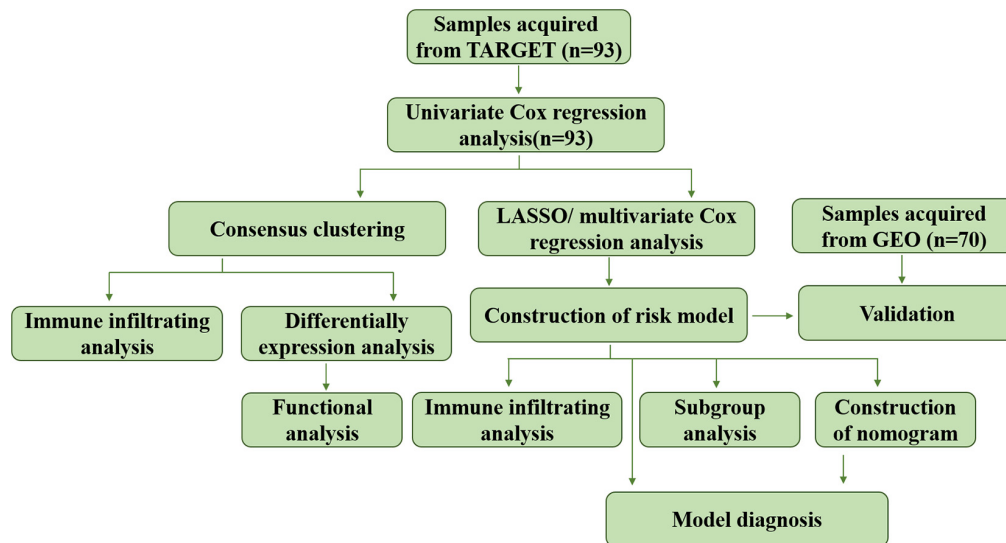 Samples acquired
from TARGET (n=93)
Univariate Cox regression
analysis(n=93)
Consensus clustering
LASSO/ multivariate Cox
regression analysis
Samples acquired
from GEO (n=70)
Immune infiltrating
analysis
Differentially
expression analysis
Construction of risk model
Validation
Functional
analysis
Immune infiltrating
analysis
Subgroup
analysis
Construction
of nomogram
Model diagnosis